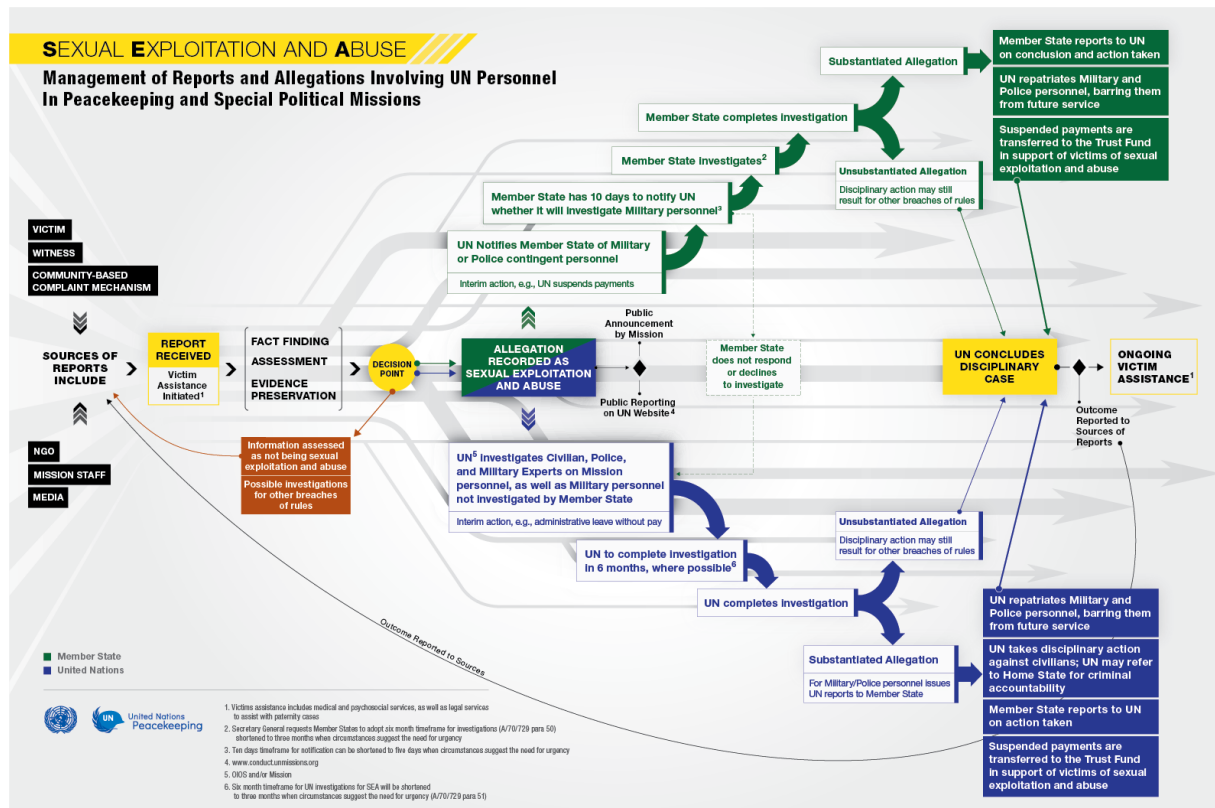 SEXUAL EXPLOITATION AND ABUSE
Management of Reports and Allegations Involving UN Personnel
In Peacekeeping and Special Political Missions
VICTIM
WITNESS
COMMUNITY-BASED
COMPLAINT MECHANISM
SOURCES OF
REPORTS
INCLUDE
NGO
MISSION STAFF
MEDIA
REPORT
RECEIVED
Victim
Assistance
Initiated¹
FACT FINDING
ASSESSMENT
EVIDENCE
PRESERVATION
DECISION
POINT
Information assessed
as not being sexual
exploitation and abuse
Possible investigations
for other breaches
of rules
ALLEGATION
RECORDED AS
SEXUAL EXPLOITATION
AND ABUSE
Public
Announcement
by Mission
Public Reporting
on UN Website⁴
UN Notifies Member State of Military
or Police contingent personnel
Interim action, e.g., UN suspends payments
Member State has 10 days to notify UN
whether it will investigate Military personnel³
Member State investigates²
Member State completes investigation
Substantiated Allegation
Member State reports to UN
on conclusion and action taken
UN repatriates Military and
Police personnel, barring them
from future service
Suspended payments are
transferred to the Trust Fund
in support of victims of sexual
exploitation and abuse
Unsubstantiated Allegation
Disciplinary action may still
result for other breaches of rules
Member State
does not respond
or declines
to investigate
UN⁵ investigates Civilian, Police,
and Military Experts on Mission
personnel, as well as Military personnel
not investigated by Member State
Interim action, e.g., administrative leave without pay
UN to complete investigation
in 6 months, where possible⁶
UN completes investigation
Unsubstantiated Allegation
Disciplinary action may still
result for other breaches of rules
Substantiated Allegation
For Military/Police personnel issues
UN reports to Member State
UN repatriates Military and
Police personnel, barring them
from future service
UN takes disciplinary action
against civilians; UN may refer
to Home State for criminal
accountability
Member State reports to UN
on action taken
Suspended payments are
transferred to the Trust Fund
in support of victims of sexual
exploitation and abuse
UN CONCLUDES
DISCIPLINARY
CASE
ONGOING
VICTIM
ASSISTANCE¹
Outcome
Reported to
Sources of
Reports
Outcome Reported to Sources
Member State
United Nations
UN
United Nations
Peacekeeping
1. Victims assistance includes medical and psychosocial services, as well as legal services
to assist with paternity cases
2. Secretary General requests Member States to adopt six month timeframe for investigations (A/70/729 para 50)
shortened to three months when circumstances suggest the need for urgency
3. Ten days timeframe for notification can be shortened to five days when circumstances suggest the need for urgency
4. www.conduct.unmissions.org
5. OIOS and/or Mission
6. Six month timeframe for UN investigations for SEA will be shortened
to three months when circumstances suggest the need for urgency (A/70/729 para 51)